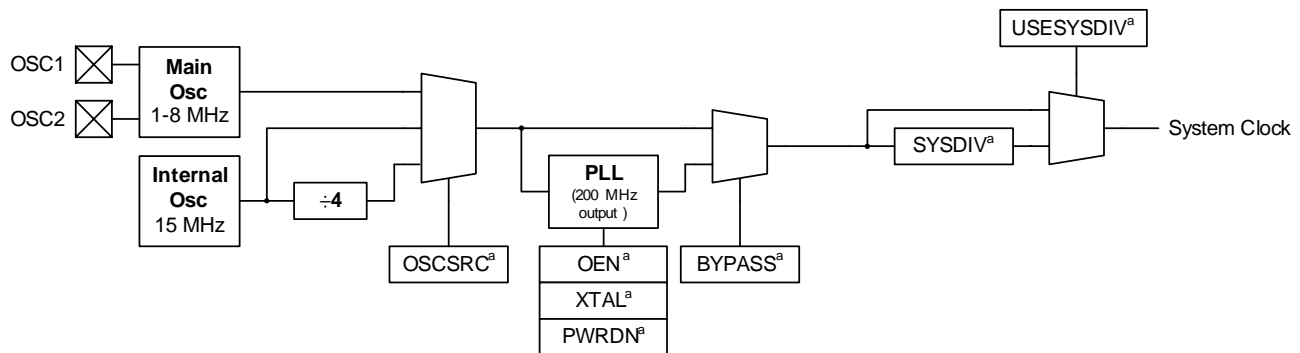 USESYSDIVᵃ
OSC1
Main
Osc
1-8 MHz
OSC2
System Clock
SYSDIVᵃ
PLL
(200 MHz
output )
Internal
Osc
15 MHz
÷4
OSCSRCᵃ
OENᵃ
BYPASSᵃ
XTALᵃ
PWRDNᵃ